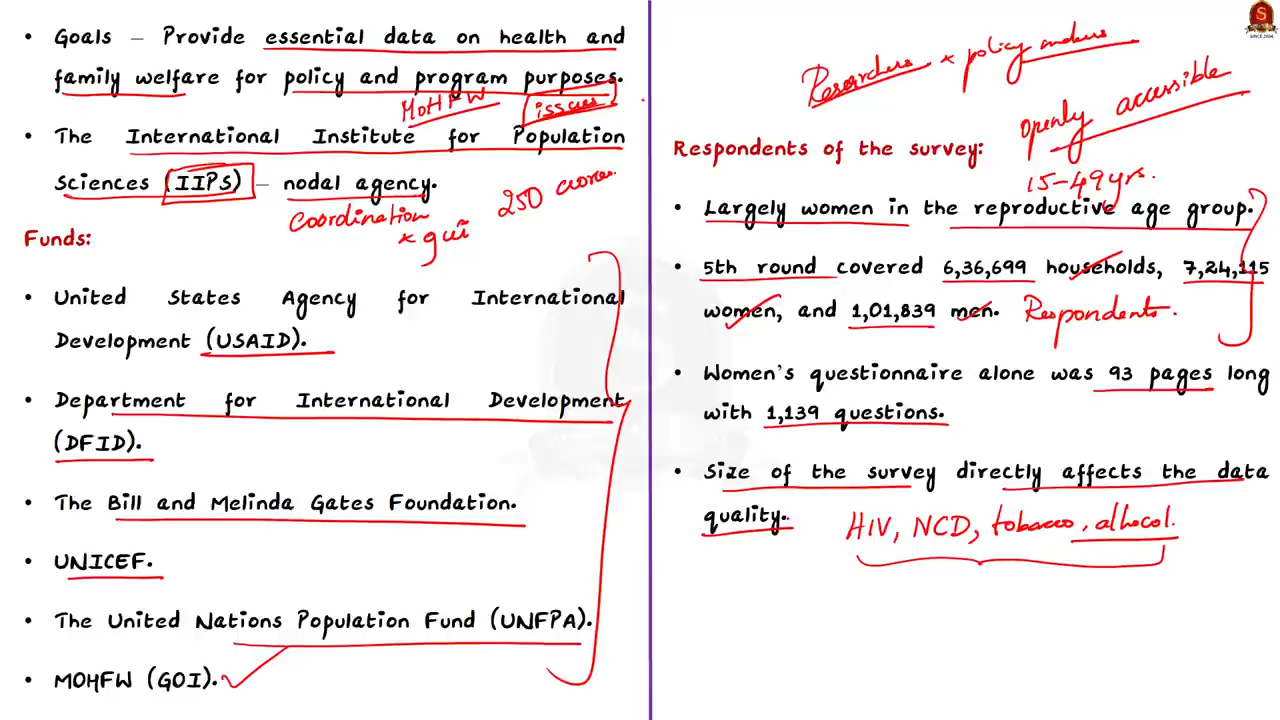 • Goals – Provide essential data on health and
family welfare for policy and program purposes.
MoHFW issues
• The International Institute for Population
Sciences (IIPS) – nodal agency.
Coordination
250 crores.
Funds:
• United States Agency for International
Development (USAID).
• Department for International Development
(DFID).
• The Bill and Melinda Gates Foundation.
• UNICEF.
• The United Nations Population Fund (UNFPA).
• MOHFW (GOI).
S
SINCE 2004
Researchers * policy makers
Openly accessible
Respondents of the survey:
15-49 yrs.
• Largely women in the reproductive age group.
• 5th round covered 6,36,699 households, 7,24,115
women, and 1,01,839 men. Respondents.
• Women's questionnaire alone was 93 pages long
with 1,139 questions.
• Size of the survey directly affects the data
quality.
HIV, NCD, tobacco, alhocol.